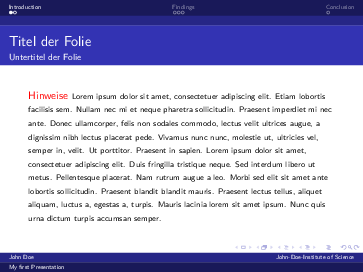 Introduction Findings Conclusion
Titel der Folie
Untertitel der Folie
Hinweise Lorem ipsum dolor sit amet, consectetuer adipiscing elit. Etiam lobortis
facilisis sem. Nullam nec mi et neque pharetra sollicitudin. Praesent imperdiet mi nec
ante. Donec ullamcorper, felis non sodales commodo, lectus velit ultrices augue, a
dignissim nibh lectus placerat pede. Vivamus nunc nunc, molestie ut, ultricies vel,
semper in, velit. Ut porttitor. Praesent in sapien. Lorem ipsum dolor sit amet,
consectetuer adipiscing elit. Duis fringilla tristique neque. Sed interdum libero ut
metus. Pellentesque placerat. Nam rutrum augue a leo. Morbi sed elit sit amet ante
lobortis sollicitudin. Praesent blandit blandit mauris. Praesent lectus tellus, aliquet
aliquam, luctus a, egestas a, turpis. Mauris lacinia lorem sit amet ipsum. Nunc quis
urna dictum turpis accumsan semper.
John Doe John-Doe-Institute of Science
My first Presentation